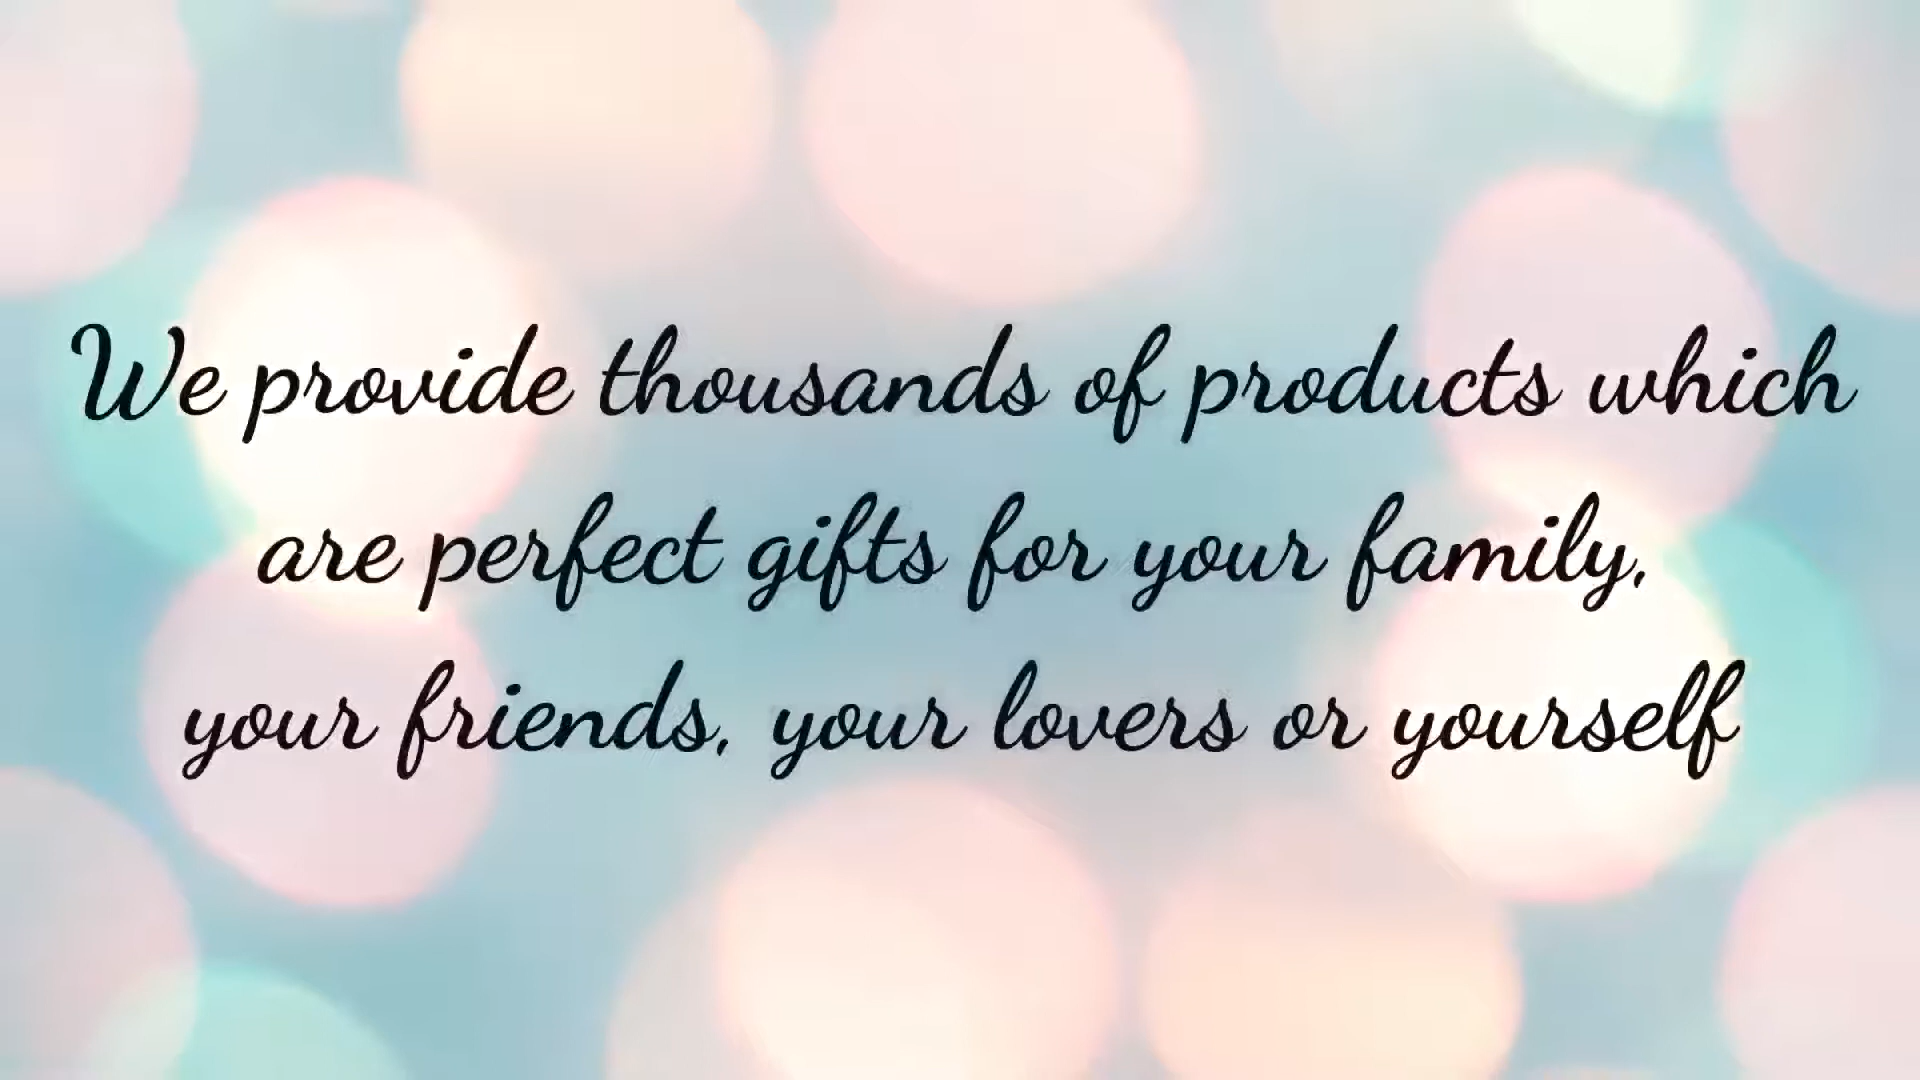 We provide thousands of products which
are perfect gifts for your family,
your friends, your lovers or yourself